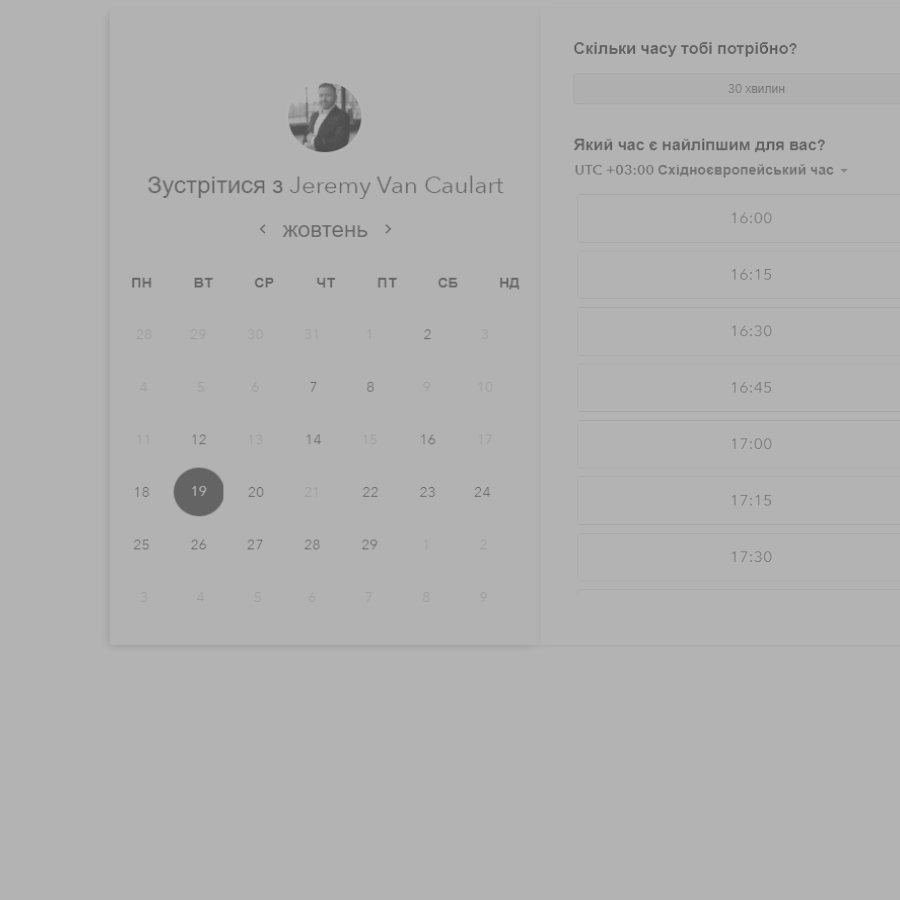 Зустрітися з Jeremy Van Caulart
жовтень
ПН ВТ СР ЧТ ПТ СБ НД
28 29 30 31 1 2 3
4 5 6 7 8 9 10
11 12 13 14 15 16 17
18 19 20 21 22 23 24
25 26 27 28 29 1 2
3 4 5 6 7 8 9
Скільки часу тобі потрібно?
30 хвилин
Який час є найліпшим для вас?
UTC +03:00 Східноєвропейський час
16:00
16:15
16:30
16:45
17:00
17:15
17:30